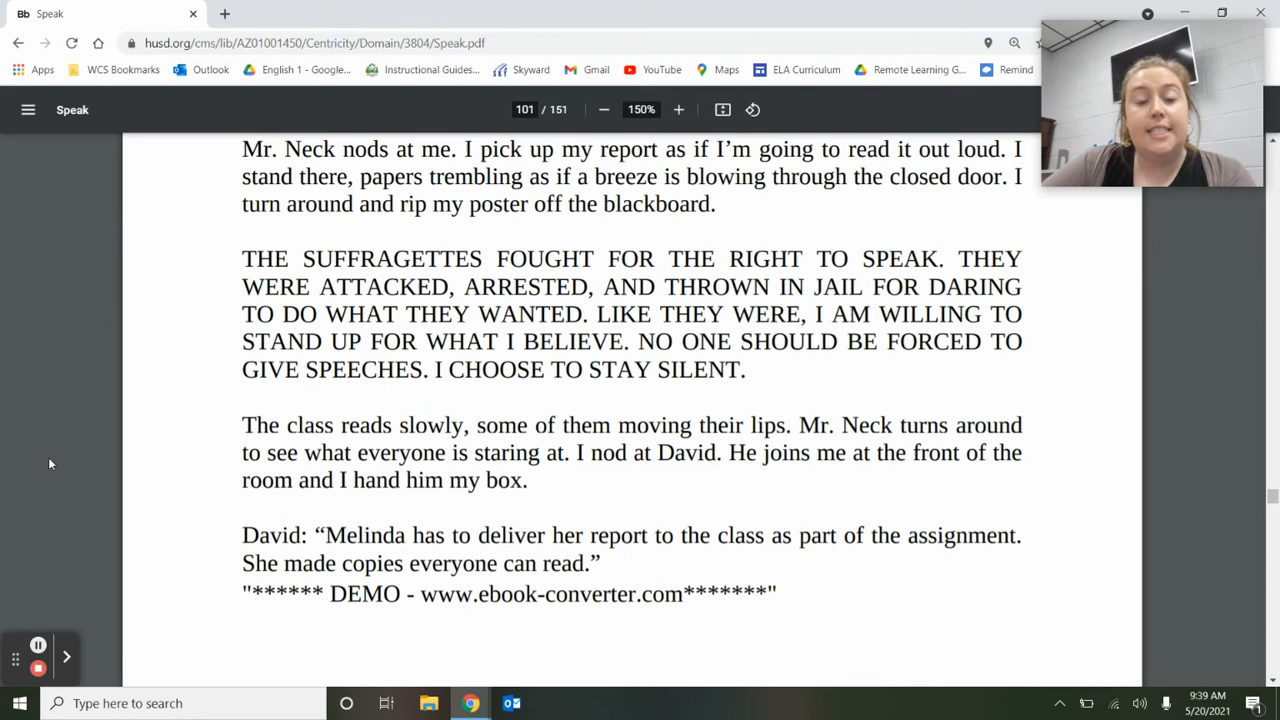 Bb Speak
husd.org/cms/lib/AZ01001450/Centricity/Domain/3804/Speak.pdf
Apps WCS Bookmarks Outlook English 1 - Google... Instructional Guides... Skyward Gmail YouTube Maps ELA Curriculum Remote Learning G... Remind
Speak 101 / 151 150%
Mr. Neck nods at me. I pick up my report as if I’m going to read it out loud. I
stand there, papers trembling as if a breeze is blowing through the closed door. I
turn around and rip my poster off the blackboard.
THE SUFFRAGETTES FOUGHT FOR THE RIGHT TO SPEAK. THEY
WERE ATTACKED, ARRESTED, AND THROWN IN JAIL FOR DARING
TO DO WHAT THEY WANTED. LIKE THEY WERE, I AM WILLING TO
STAND UP FOR WHAT I BELIEVE. NO ONE SHOULD BE FORCED TO
GIVE SPEECHES. I CHOOSE TO STAY SILENT.
The class reads slowly, some of them moving their lips. Mr. Neck turns around
to see what everyone is staring at. I nod at David. He joins me at the front of the
room and I hand him my box.
David: “Melinda has to deliver her report to the class as part of the assignment.
She made copies everyone can read.”
"****** DEMO - www.ebook-converter.com*******"
Type here to search
9:39 AM
5/20/2021